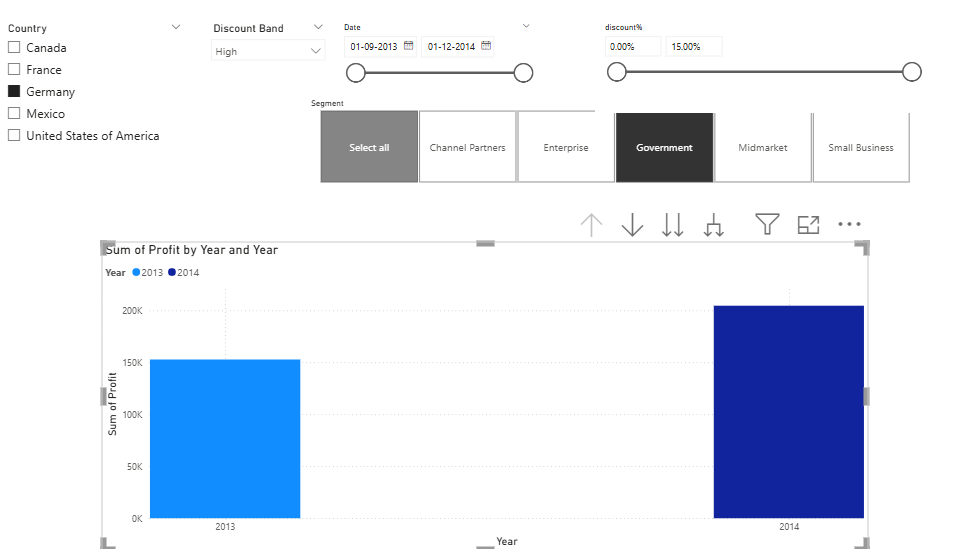 Country
Canada
France
Germany
Mexico
United States of America
Discount Band
High
Date
01-09-2013 01-12-2014
discount%
0.00% 15.00%
Segment
Select all Channel Partners Enterprise Government Midmarket Small Business
Sum of Profit by Year and Year
Year 2013 2014
Sum of Profit
200K
150K
100K
50K
0K
2013 2014
Year